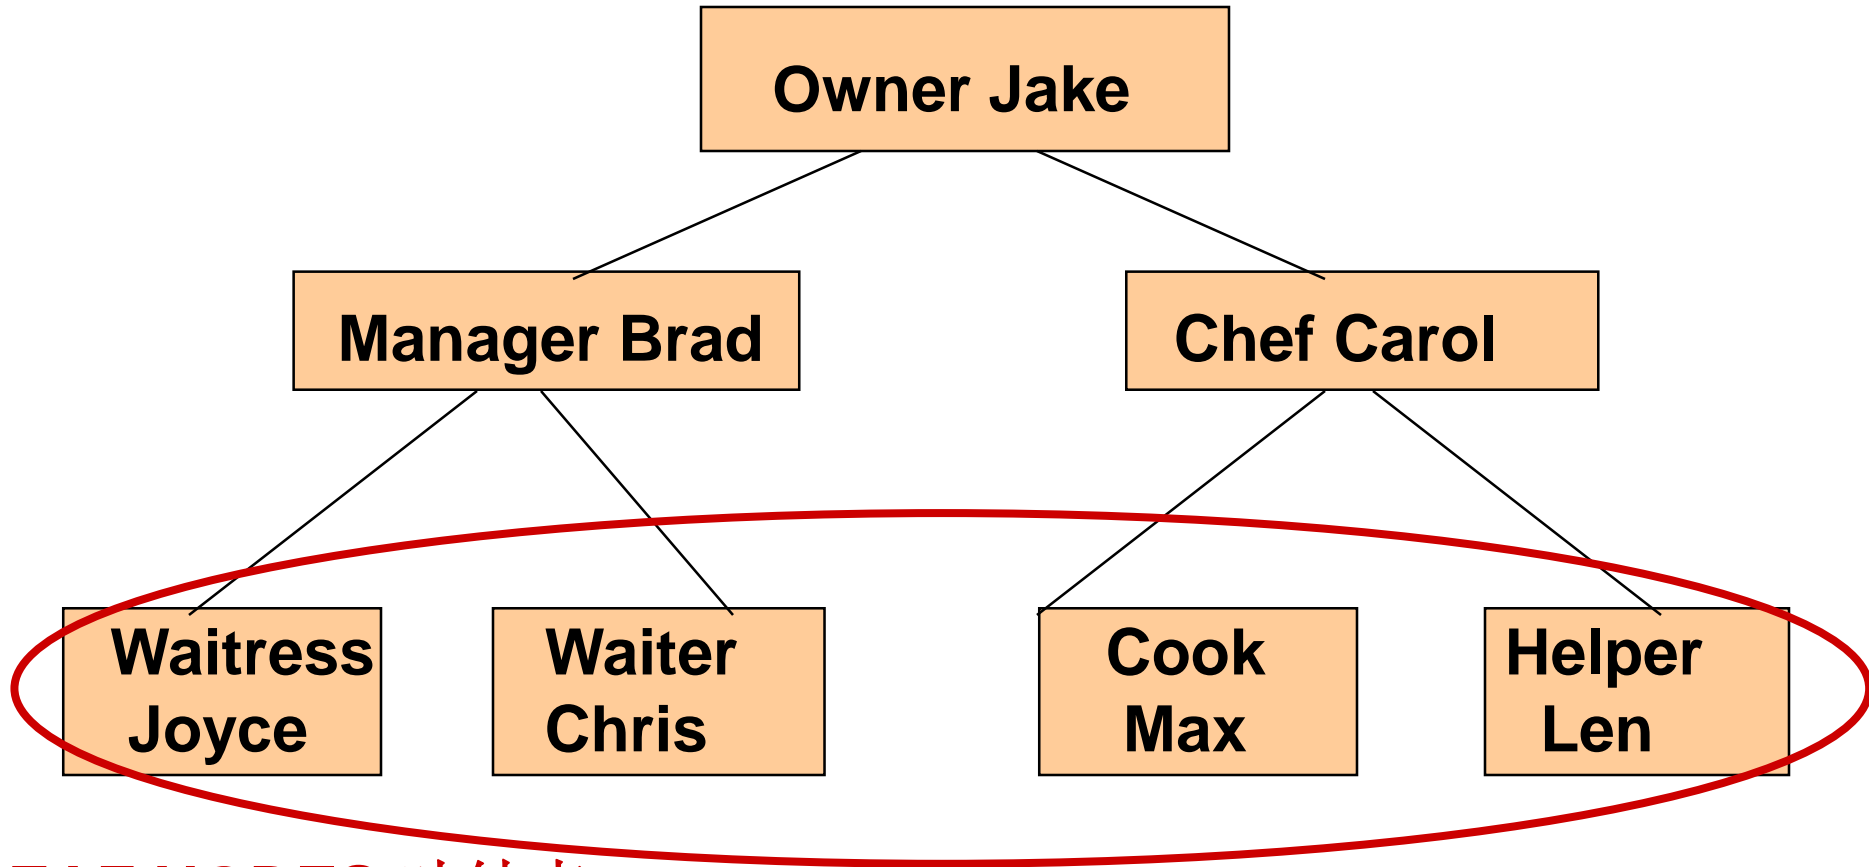 Owner Jake
Manager Brad
Chef Carol
Waitress
Joyce
Waiter
Chris
Cook
Max
Helper
Len